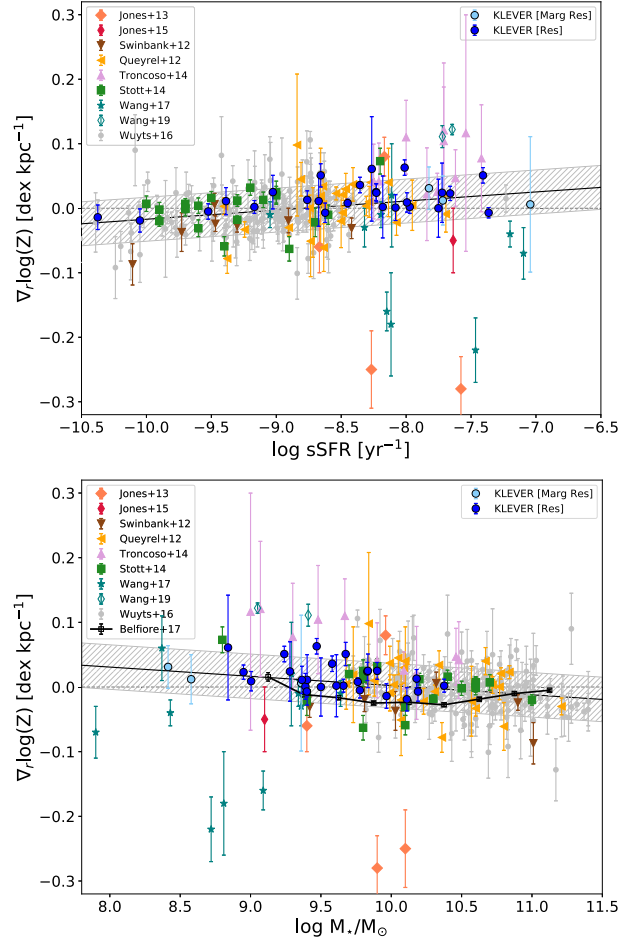 0.3
0.2
0.1
0.0
−0.1
−0.2
−0.3
∇ᵣlog(Z) [dex kpc⁻¹]
Jones+13
Jones+15
Swinbank+12
Queyrel+12
Troncoso+14
Stott+14
Wang+17
Wang+19
Wuyts+16
KLEVER [Marg Res]
KLEVER [Res]
−10.5 −10.0 −9.5 −9.0 −8.5 −8.0 −7.5 −7.0 −6.5
log sSFR [yr⁻¹]
0.3
0.2
0.1
0.0
−0.1
−0.2
−0.3
∇ᵣlog(Z) [dex kpc⁻¹]
Jones+13
Jones+15
Swinbank+12
Queyrel+12
Troncoso+14
Stott+14
Wang+17
Wang+19
Wuyts+16
Belfiore+17
KLEVER [Marg Res]
KLEVER [Res]
8.0 8.5 9.0 9.5 10.0 10.5 11.0 11.5
log M⋆/M⊙